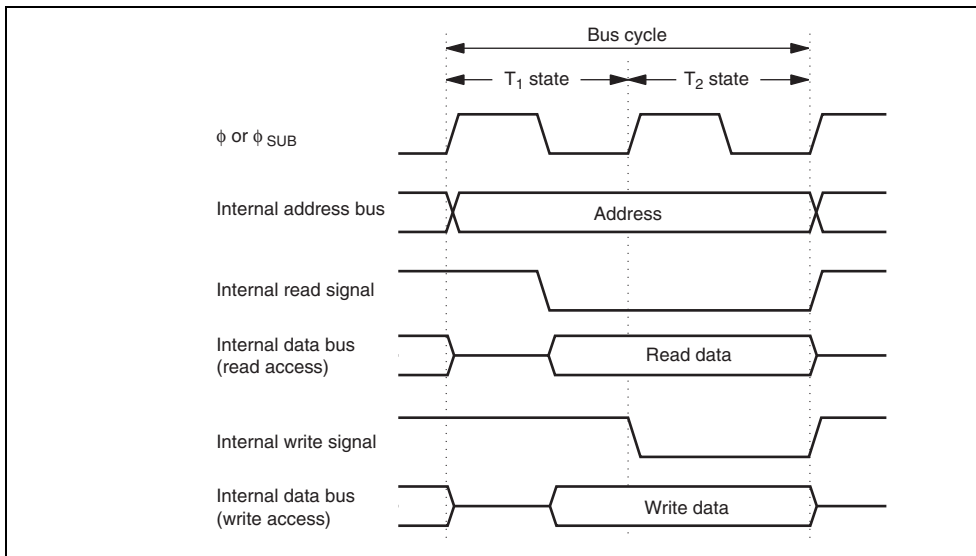 Bus cycle
T1 state
T2 state
ϕ or ϕ SUB
Internal address bus
Address
Internal read signal
Internal data bus
(read access)
Read data
Internal write signal
Internal data bus
(write access)
Write data